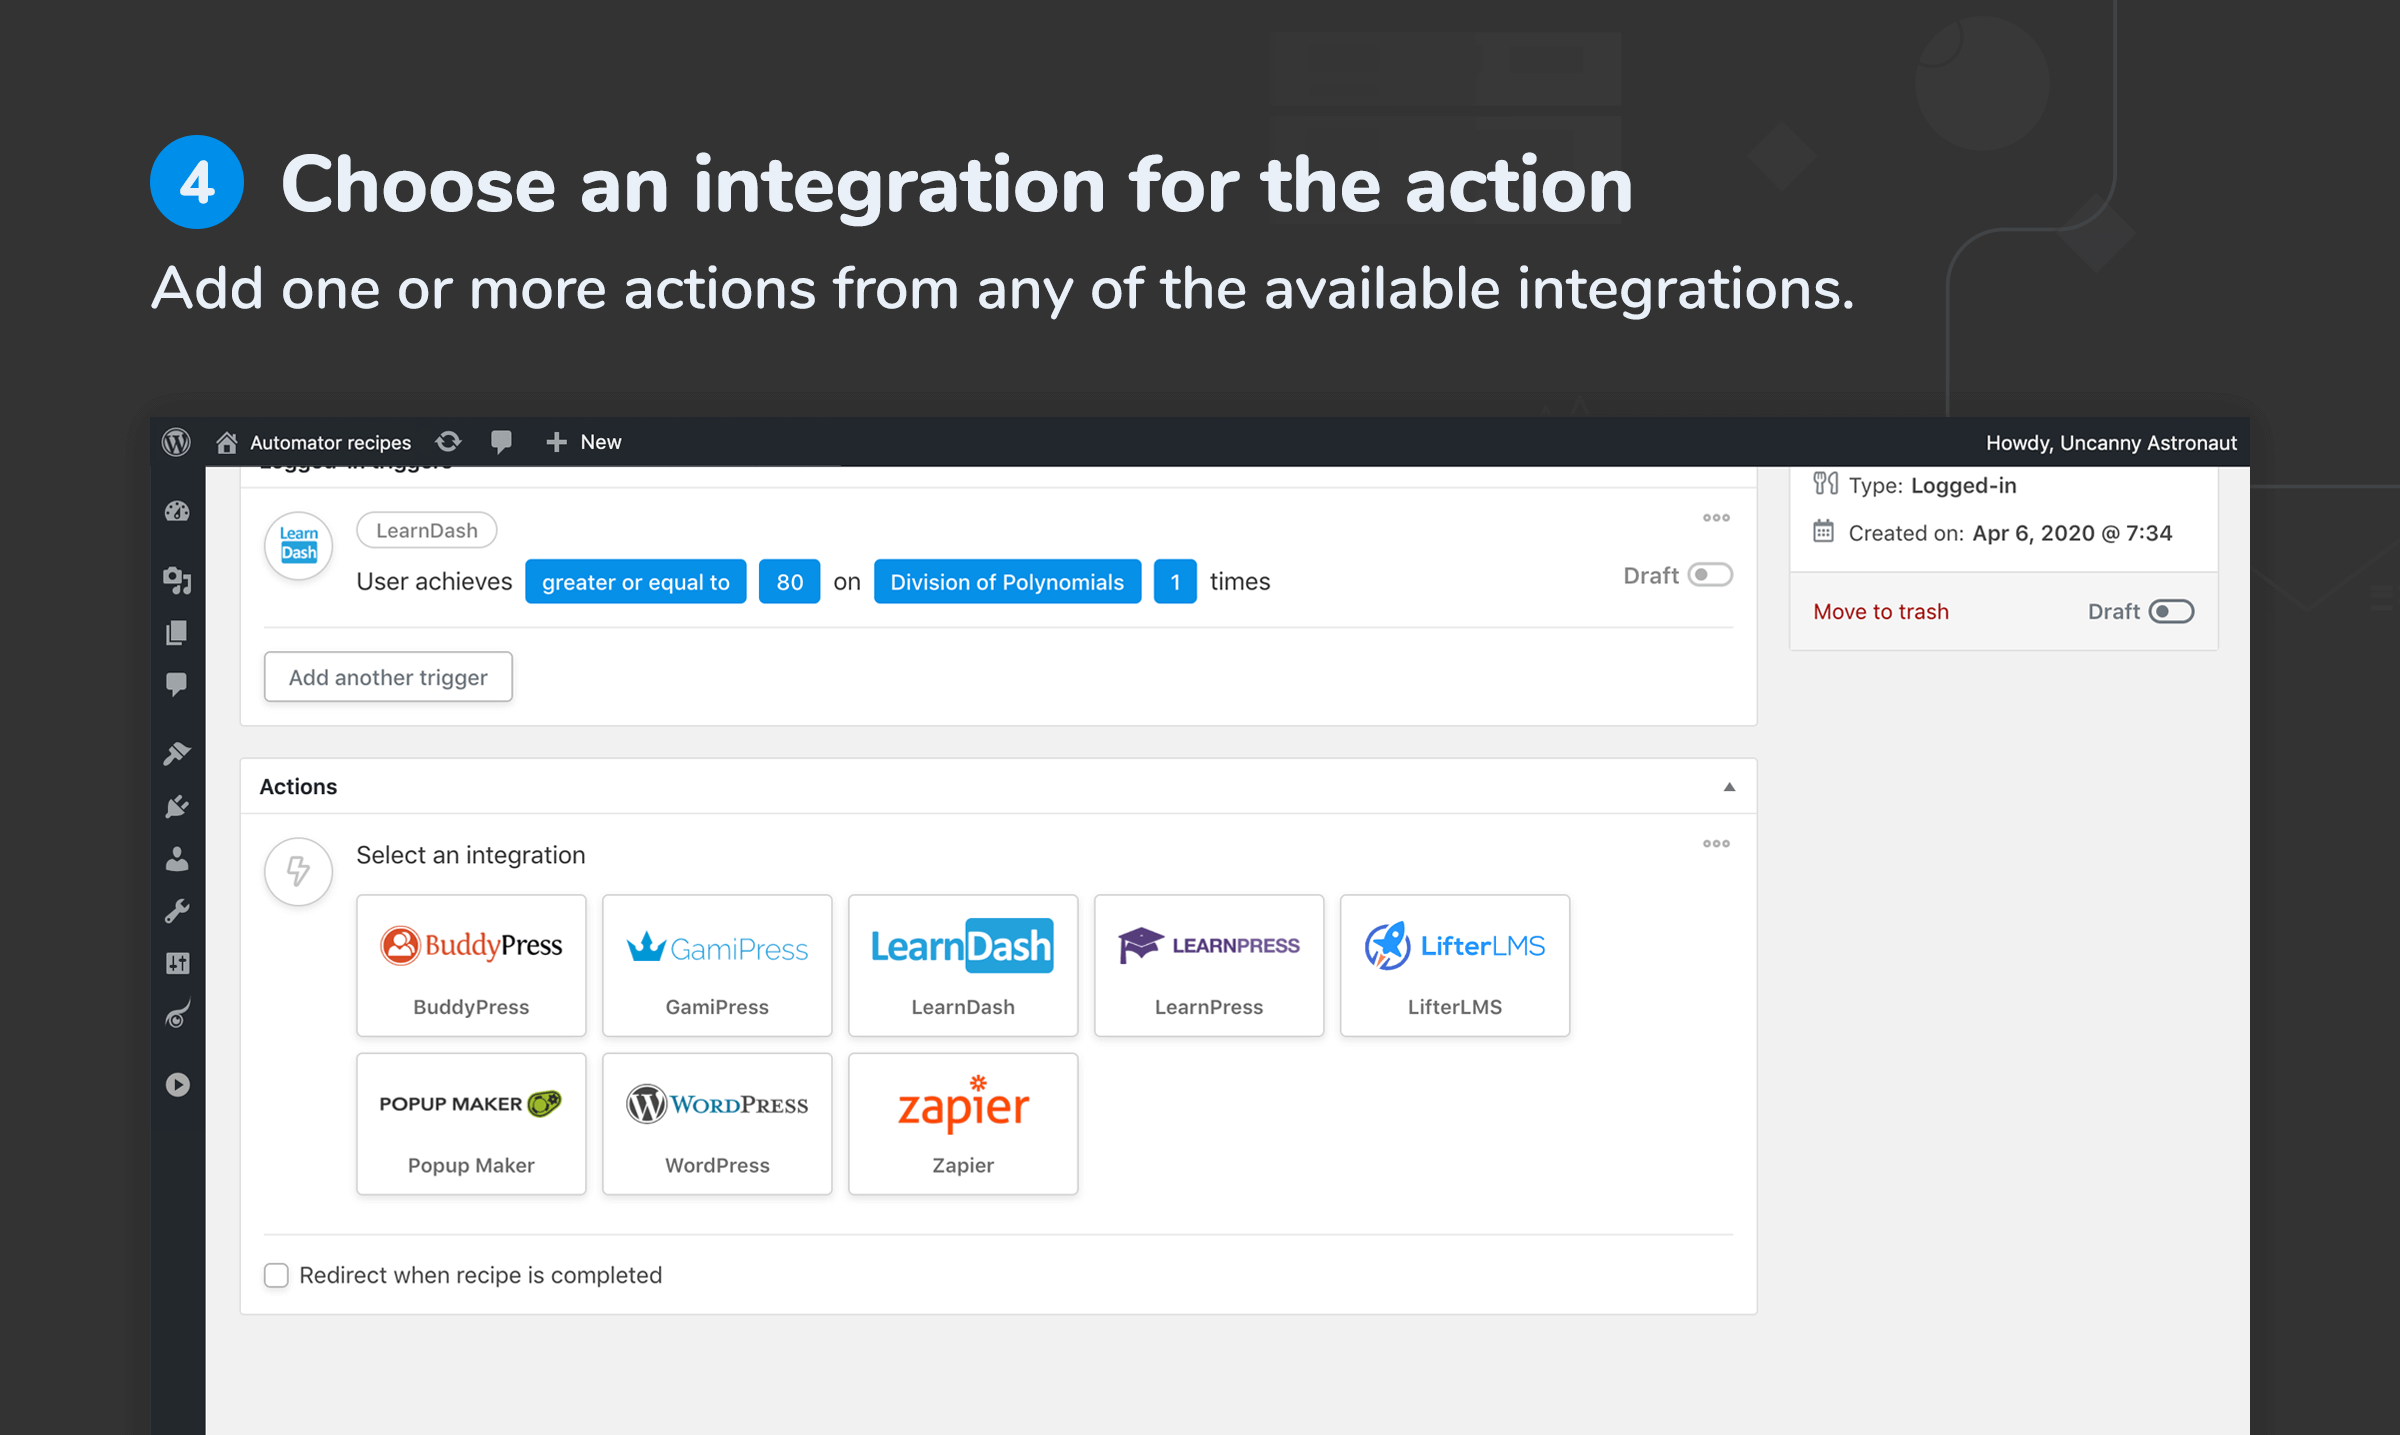 4 Choose an integration for the action
Add one or more actions from any of the available integrations.
Automator recipes New Howdy, Uncanny Astronaut
Logged-in triggers
Type: Logged-in
Learn
Dash
LearnDash
Created on: Apr 6, 2020 @ 7:34
User achieves greater or equal to 80 on Division of Polynomials 1 times
Draft
Move to trash Draft
Add another trigger
Actions
Select an integration
BuddyPress GamiPress LearnDash LEARNPRESS LifterLMS
BuddyPress GamiPress LearnDash LearnPress LifterLMS
POPUP MAKER WORDPRESS zapier
Popup Maker WordPress Zapier
Redirect when recipe is completed